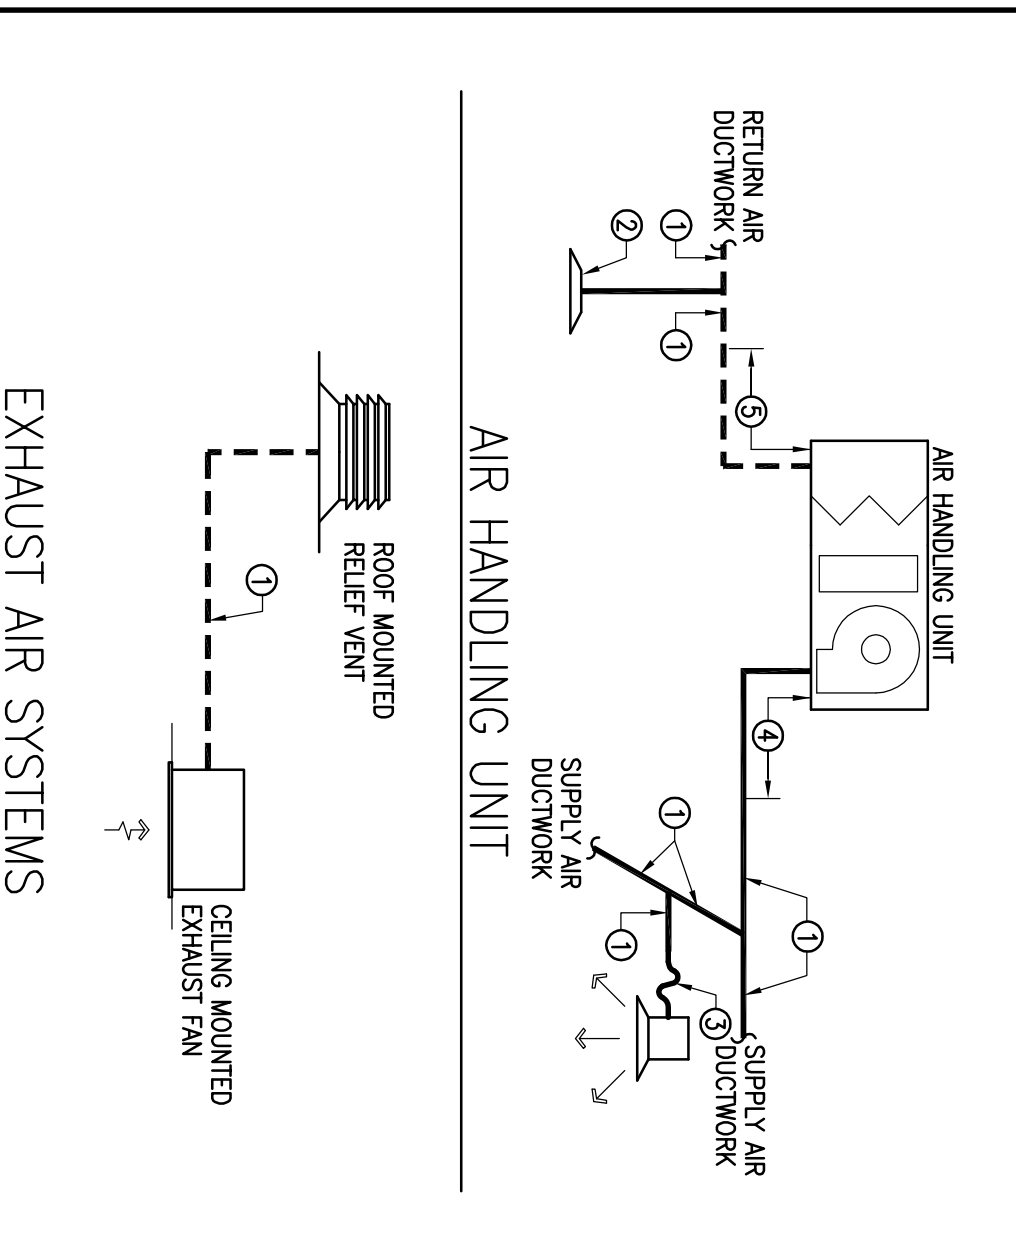 AIR HANDLING UNIT
RETURN AIR
DUCTWORK
1
2
1
5
4
1
1
1
3
SUPPLY AIR
DUCTWORK
SUPPLY AIR
DUCTWORK
AIR HANDLING UNIT
ROOF MOUNTED
RELIEF VENT
1
CEILING MOUNTED
EXHAUST FAN
EXHAUST AIR SYSTEMS